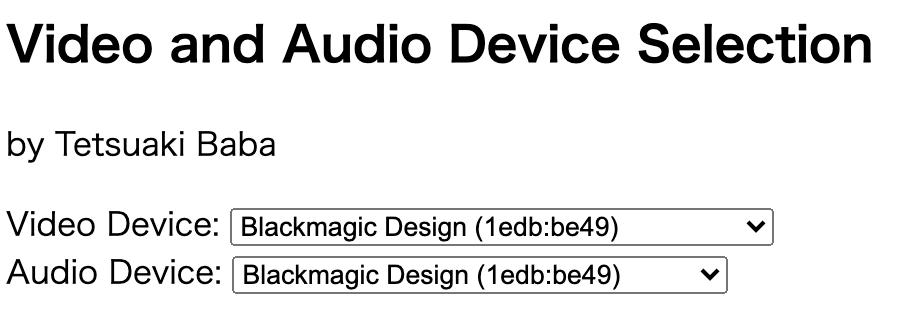 Video and Audio Device Selection
by Tetsuaki Baba
Video Device: Blackmagic Design (1edb:be49)
Audio Device: Blackmagic Design (1edb:be49)